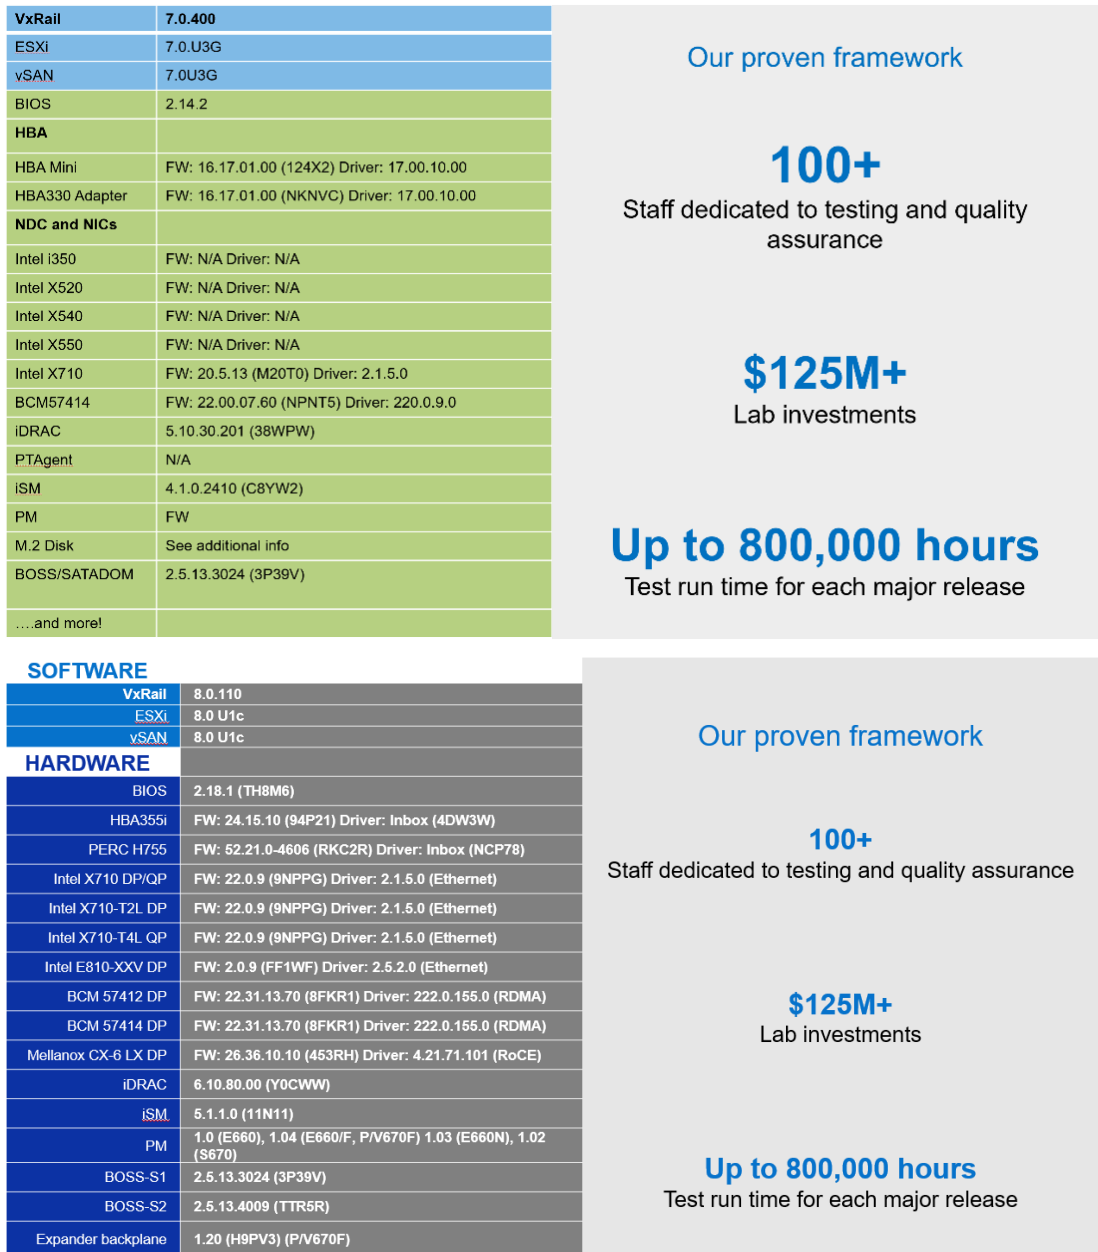 VxRail 7.0.400
ESXi 7.0.U3G
vSAN 7.0U3G
BIOS 2.14.2
HBA
HBA Mini FW: 16.17.01.00 (124X2) Driver: 17.00.10.00
HBA330 Adapter FW: 16.17.01.00 (NKNVC) Driver: 17.00.10.00
NDC and NICs
Intel i350 FW: N/A Driver: N/A
Intel X520 FW: N/A Driver: N/A
Intel X540 FW: N/A Driver: N/A
Intel X550 FW: N/A Driver: N/A
Intel X710 FW: 20.5.13 (M20T0) Driver: 2.1.5.0
BCM57414 FW: 22.00.07.60 (NPNT5) Driver: 220.0.9.0
iDRAC 5.10.30.201 (38WPW)
PTAgent N/A
iSM 4.1.0.2410 (C8YW2)
PM FW
M.2 Disk See additional info
BOSS/SATADOM 2.5.13.3024 (3P39V)
....and more!
Our proven framework
100+
Staff dedicated to testing and quality
assurance
$125M+
Lab investments
Up to 800,000 hours
Test run time for each major release
SOFTWARE
VxRail 8.0.110
ESXi 8.0 U1c
vSAN 8.0 U1c
HARDWARE
BIOS 2.18.1 (TH8M6)
HBA355i FW: 24.15.10 (94P21) Driver: Inbox (4DW3W)
PERC H755 FW: 52.21.0-4606 (RKC2R) Driver: Inbox (NCP78)
Intel X710 DP/QP FW: 22.0.9 (9NPPG) Driver: 2.1.5.0 (Ethernet)
Intel X710-T2L DP FW: 22.0.9 (9NPPG) Driver: 2.1.5.0 (Ethernet)
Intel X710-T4L QP FW: 22.0.9 (9NPPG) Driver: 2.1.5.0 (Ethernet)
Intel E810-XXV DP FW: 2.0.9 (FF1WF) Driver: 2.5.2.0 (Ethernet)
BCM 57412 DP FW: 22.31.13.70 (8FKR1) Driver: 222.0.155.0 (RDMA)
BCM 57414 DP FW: 22.31.13.70 (8FKR1) Driver: 222.0.155.0 (RDMA)
Mellanox CX-6 LX DP FW: 26.36.10.10 (453RH) Driver: 4.21.71.101 (RoCE)
iDRAC 6.10.80.00 (Y0CWW)
iSM 5.1.1.0 (11N11)
PM 1.0 (E660), 1.04 (E660/F, P/V670F) 1.03 (E660N), 1.02
(S670)
BOSS-S1 2.5.13.3024 (3P39V)
BOSS-S2 2.5.13.4009 (TTR5R)
Expander backplane 1.20 (H9PV3) (P/V670F)
Our proven framework
100+
Staff dedicated to testing and quality assurance
$125M+
Lab investments
Up to 800,000 hours
Test run time for each major release